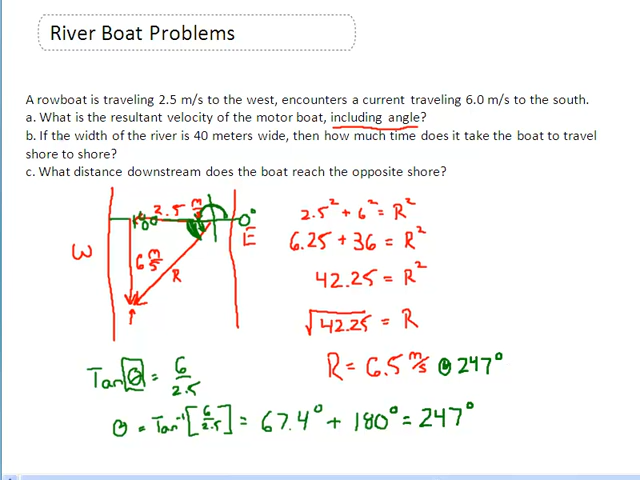 River Boat Problems
A rowboat is traveling 2.5 m/s to the west, encounters a current traveling 6.0 m/s to the south.
a. What is the resultant velocity of the motor boat, including angle?
b. If the width of the river is 40 meters wide, then how much time does it take the boat to travel
shore to shore?
c. What distance downstream does the boat reach the opposite shore?
2.5 m/s
180
0°
W
E
6 m/s
R
2.5² + 6² = R²
6.25 + 36 = R²
42.25 = R²
√42.25 = R
R = 6.5 m/s @ 247°
Tan θ = 6/2.5
θ = Tan⁻¹[6/2.5] = 67.4° + 180° = 247°